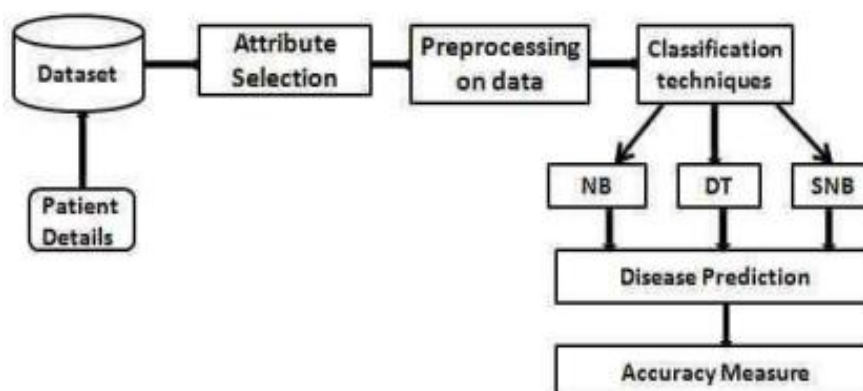 Dataset
Attribute
Selection
Preprocessing
on data
Classification
techniques
Patient
Details
NB
DT
SNB
Disease Prediction
Accuracy Measure